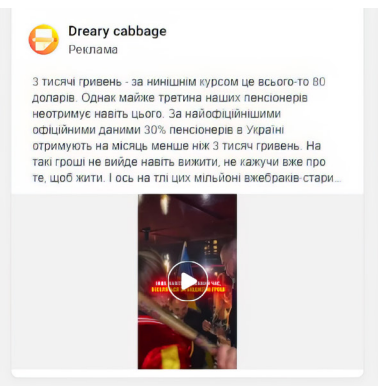 Dreary cabbage
Реклама
3 тисячі гривень - за нинішнім курсом це всього-то 80
доларів. Однак майже третина наших пенсіонерів
неотримує навіть цього. За найофіційнішими
офіційними даними 30% пенсіонерів в Україні
отримують на місяць менше ніж 3 тисяч гривень. На
такі гроші не вийде навіть вижити, не кажучи вже про
те, щоб жити. І ось на тлі цих мільйоні вжебраків-стари...